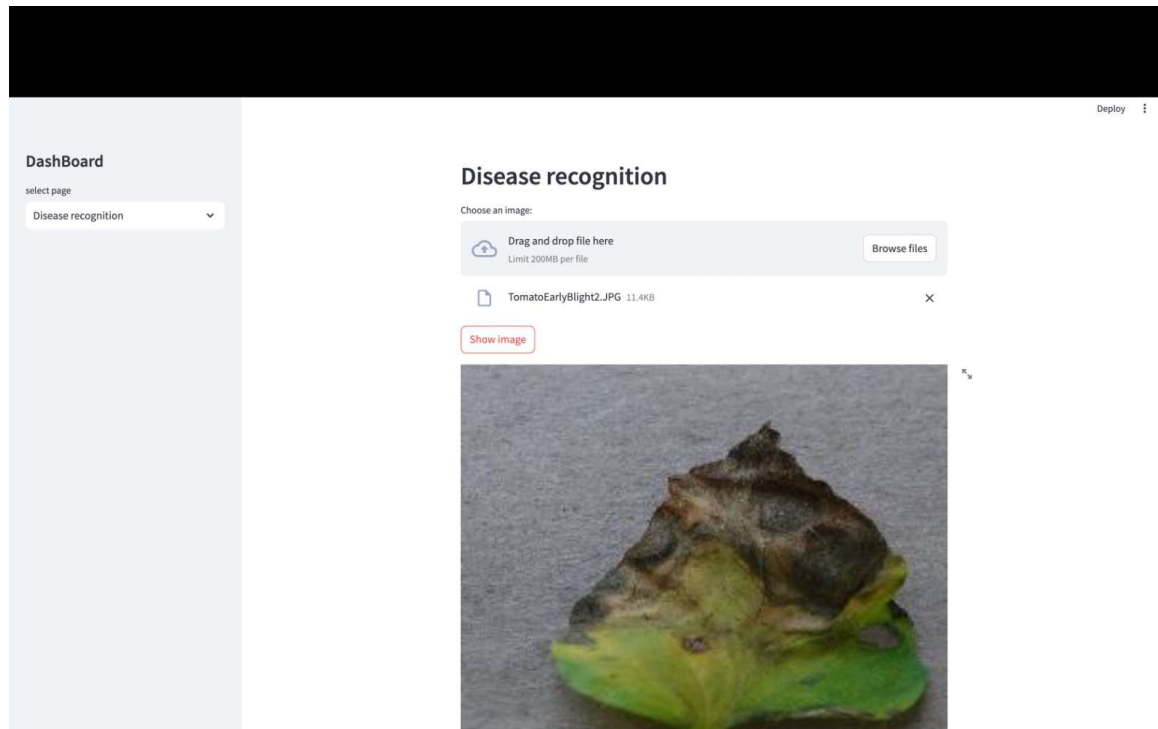 Deploy
DashBoard
select page
Disease recognition
Disease recognition
Choose an image:
Drag and drop file here
Limit 200MB per file
Browse files
TomatoEarlyBlight2.JPG 11.4KB
Show image